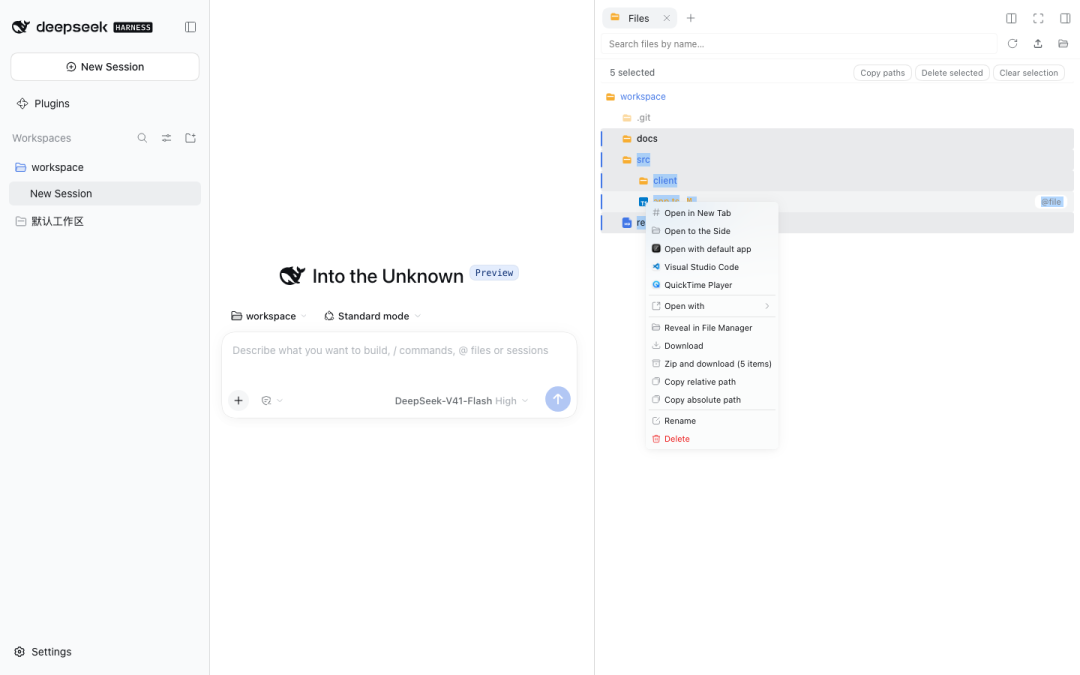 deepseek HARNESS
New Session
Plugins
Workspaces
workspace
New Session
默认工作区
Settings
Into the Unknown Preview
workspace
Standard mode
Describe what you want to build, / commands, @ files or sessions
DeepSeek-V41-Flash High
Files
Search files by name...
5 selected
Copy paths
Delete selected
Clear selection
workspace
.git
docs
src
client
@file
re
Open in New Tab
Open to the Side
Open with default app
Visual Studio Code
QuickTime Player
Open with
Reveal in File Manager
Download
Zip and download (5 items)
Copy relative path
Copy absolute path
Rename
Delete